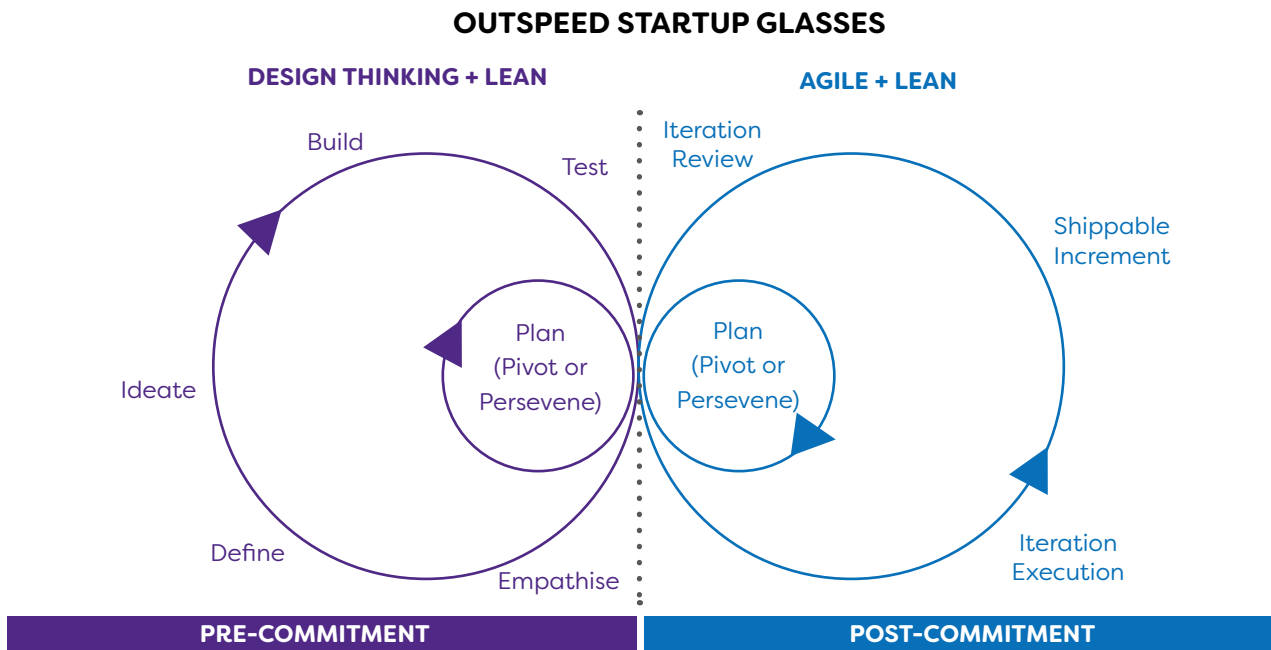 OUTSPEED STARTUP GLASSES
DESIGN THINKING + LEAN
Build
Test
Ideate
Plan
(Pivot or
Persevene)
Define
Empathise
PRE-COMMITMENT
AGILE + LEAN
Iteration
Review
Shippable
Increment
Plan
(Pivot or
Persevene)
Iteration
Execution
POST-COMMITMENT